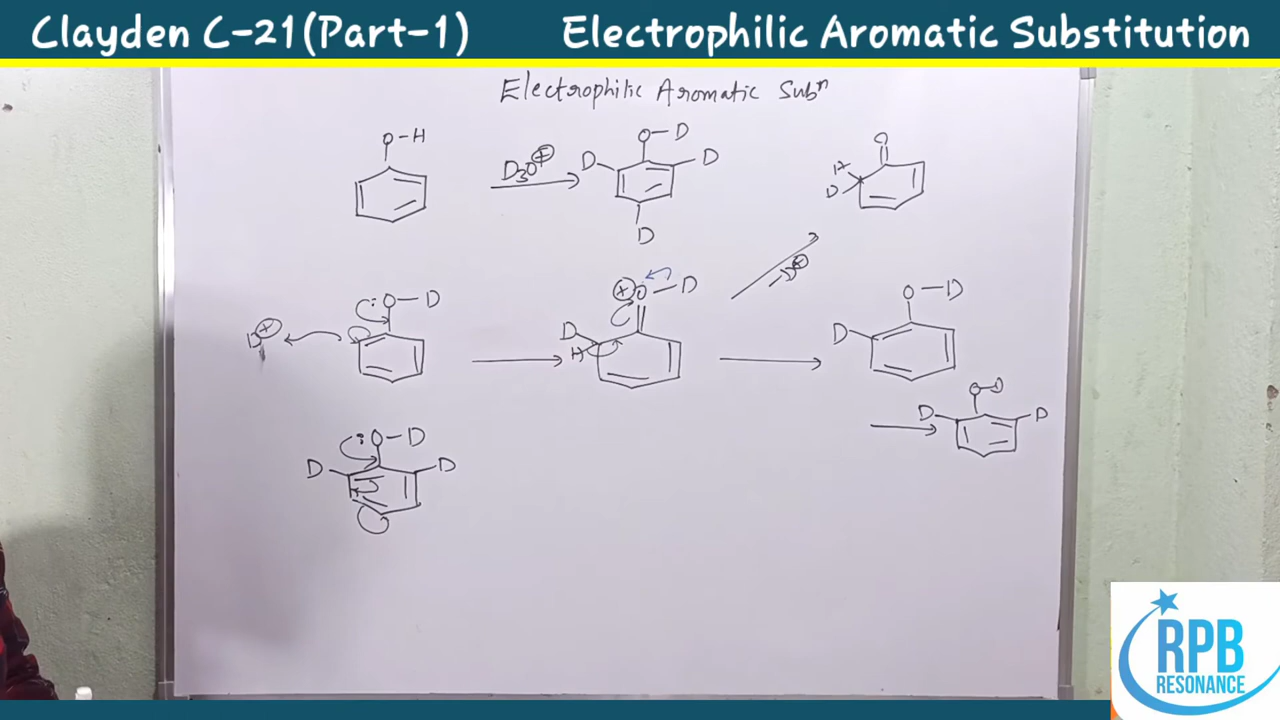 Clayden C-21(Part-1) Electrophilic Aromatic Substitution
Electrophilic Aromatic Subⁿ
O-H
D₃O⊕
O-D
D
D
D
O
H
D
-D⊕
D⊕
:O-D
⊕O-D
D
H
O-D
D
O-D
D
D
:O-D
D
D
RPB
RESONANCE